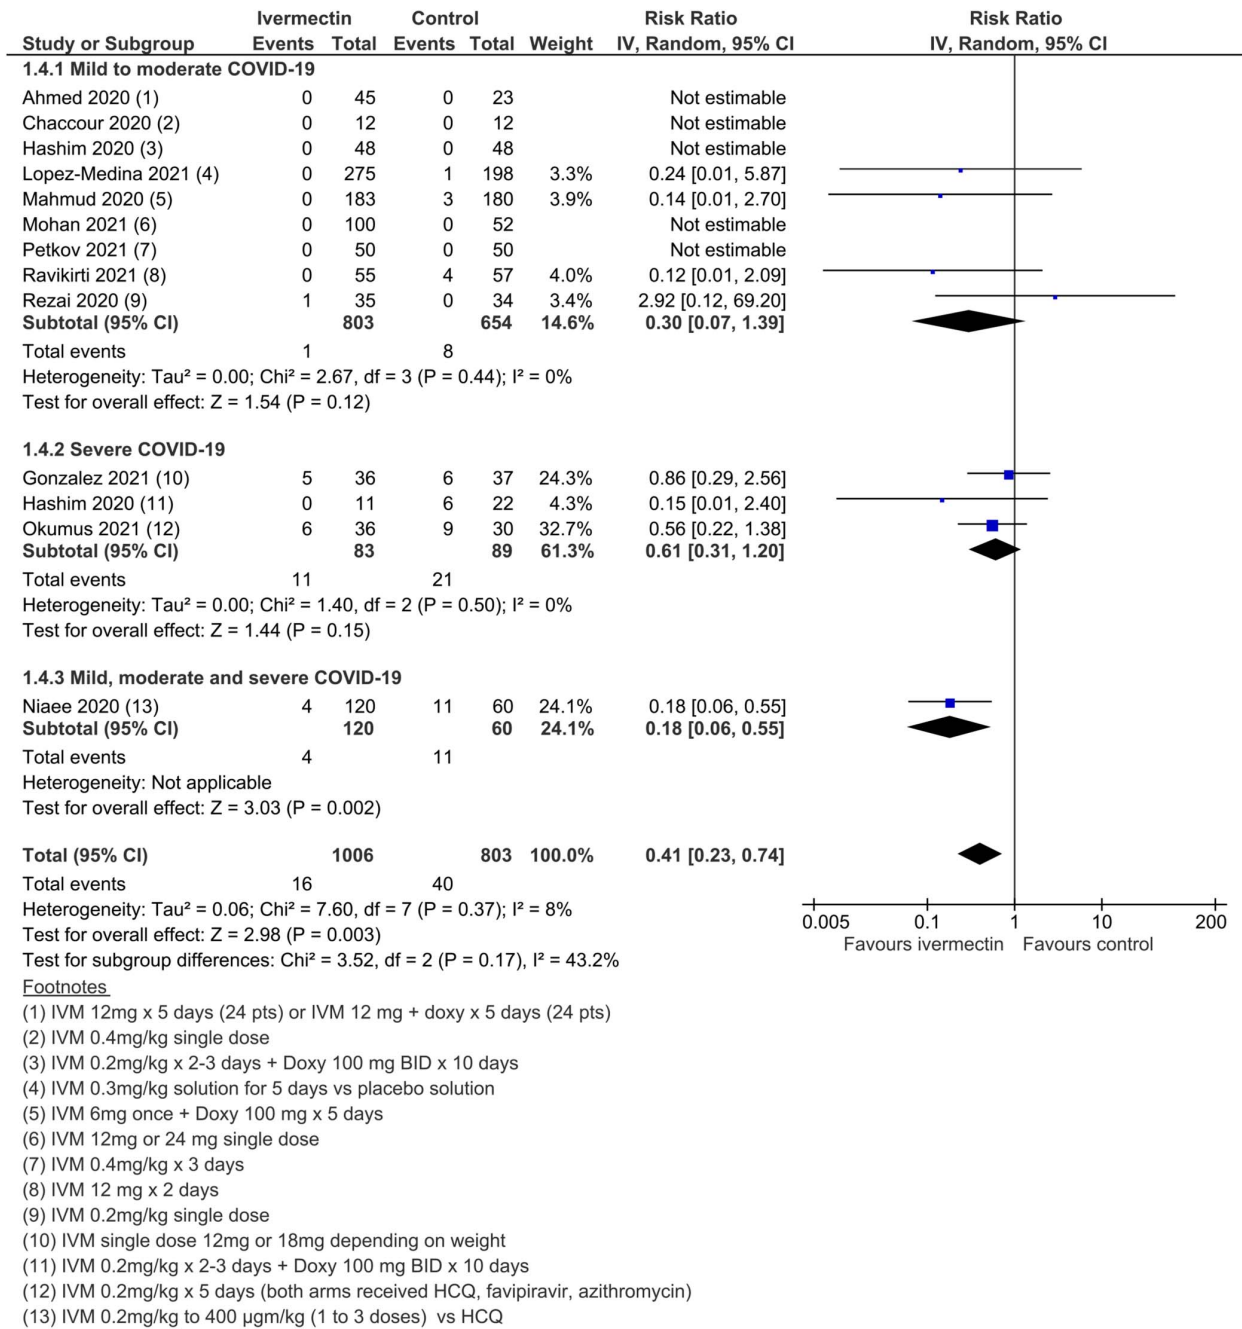 Ivermectin Control Risk Ratio Risk Ratio
Study or Subgroup Events Total Events Total Weight IV, Random, 95% CI IV, Random, 95% CI
1.4.1 Mild to moderate COVID-19
Ahmed 2020 (1) 0 45 0 23 Not estimable
Chaccour 2020 (2) 0 12 0 12 Not estimable
Hashim 2020 (3) 0 48 0 48 Not estimable
Lopez-Medina 2021 (4) 0 275 1 198 3.3% 0.24 [0.01, 5.87]
Mahmud 2020 (5) 0 183 3 180 3.9% 0.14 [0.01, 2.70]
Mohan 2021 (6) 0 100 0 52 Not estimable
Petkov 2021 (7) 0 50 0 50 Not estimable
Ravikirti 2021 (8) 0 55 4 57 4.0% 0.12 [0.01, 2.09]
Rezai 2020 (9) 1 35 0 34 3.4% 2.92 [0.12, 69.20]
Subtotal (95% CI) 803 654 14.6% 0.30 [0.07, 1.39]
Total events 1 8
Heterogeneity: Tau² = 0.00; Chi² = 2.67, df = 3 (P = 0.44); I² = 0%
Test for overall effect: Z = 1.54 (P = 0.12)
1.4.2 Severe COVID-19
Gonzalez 2021 (10) 5 36 6 37 24.3% 0.86 [0.29, 2.56]
Hashim 2020 (11) 0 11 6 22 4.3% 0.15 [0.01, 2.40]
Okumus 2021 (12) 6 36 9 30 32.7% 0.56 [0.22, 1.38]
Subtotal (95% CI) 83 89 61.3% 0.61 [0.31, 1.20]
Total events 11 21
Heterogeneity: Tau² = 0.00; Chi² = 1.40, df = 2 (P = 0.50); I² = 0%
Test for overall effect: Z = 1.44 (P = 0.15)
1.4.3 Mild, moderate and severe COVID-19
Niaee 2020 (13) 4 120 11 60 24.1% 0.18 [0.06, 0.55]
Subtotal (95% CI) 120 60 24.1% 0.18 [0.06, 0.55]
Total events 4 11
Heterogeneity: Not applicable
Test for overall effect: Z = 3.03 (P = 0.002)
Total (95% CI) 1006 803 100.0% 0.41 [0.23, 0.74]
Total events 16 40
Heterogeneity: Tau² = 0.06; Chi² = 7.60, df = 7 (P = 0.37); I² = 8%
Test for overall effect: Z = 2.98 (P = 0.003)
Test for subgroup differences: Chi² = 3.52, df = 2 (P = 0.17), I² = 43.2%
0.005 0.1 1 10 200
Favours ivermectin Favours control
Footnotes
(1) IVM 12mg x 5 days (24 pts) or IVM 12 mg + doxy x 5 days (24 pts)
(2) IVM 0.4mg/kg single dose
(3) IVM 0.2mg/kg x 2-3 days + Doxy 100 mg BID x 10 days
(4) IVM 0.3mg/kg solution for 5 days vs placebo solution
(5) IVM 6mg once + Doxy 100 mg x 5 days
(6) IVM 12mg or 24 mg single dose
(7) IVM 0.4mg/kg x 3 days
(8) IVM 12 mg x 2 days
(9) IVM 0.2mg/kg single dose
(10) IVM single dose 12mg or 18mg depending on weight
(11) IVM 0.2mg/kg x 2-3 days + Doxy 100 mg BID x 10 days
(12) IVM 0.2mg/kg x 5 days (both arms received HCQ, favipiravir, azithromycin)
(13) IVM 0.2mg/kg to 400 µgm/kg (1 to 3 doses) vs HCQ